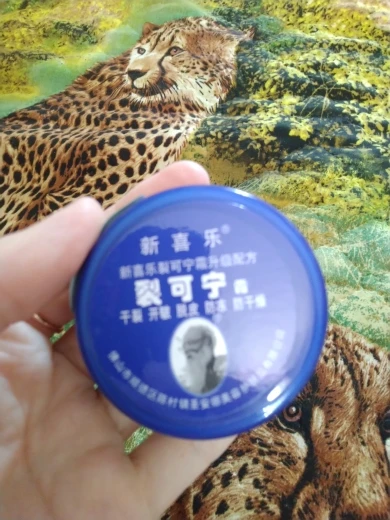 新喜乐®
新喜乐裂可宁霜升级配方
裂可宁霜
干裂 开皲 脱皮 防冻 防干燥